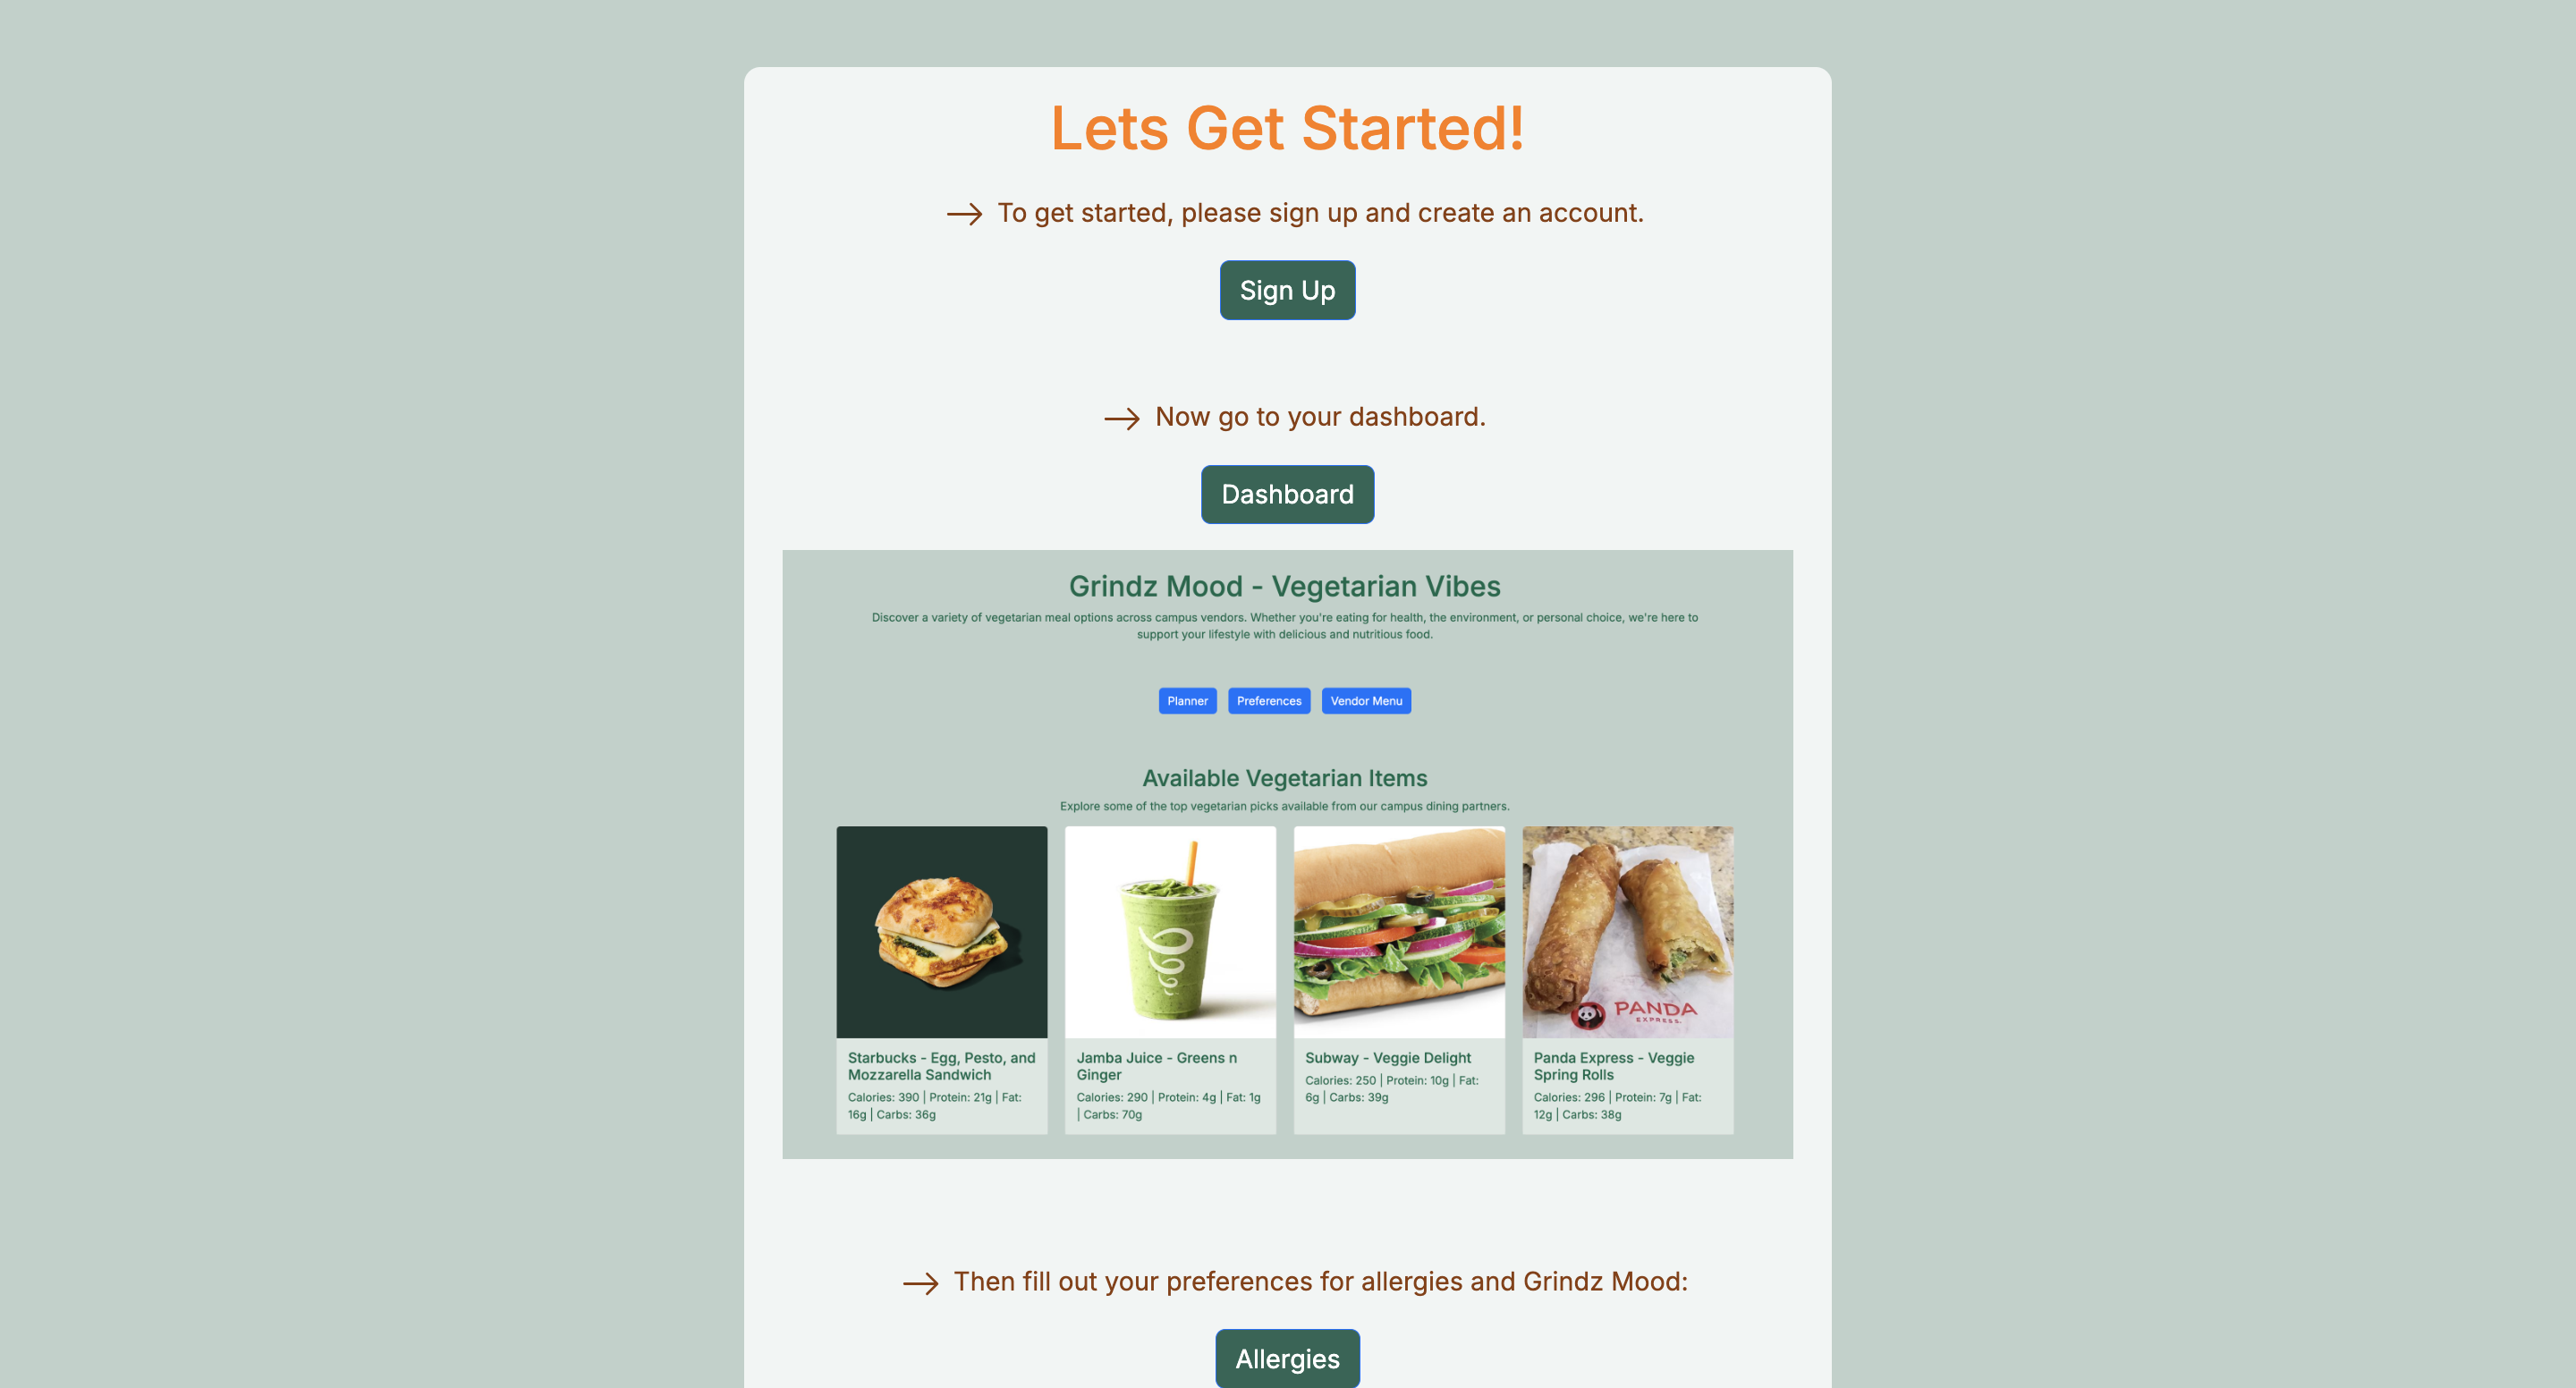 Lets Get Started!
To get started, please sign up and create an account.
Sign Up
Now go to your dashboard.
Dashboard
Grindz Mood - Vegetarian Vibes
Discover a variety of vegetarian meal options across campus vendors. Whether you're eating for health, the environment, or personal choice, we're here to
support your lifestyle with delicious and nutritious food.
Planner Preferences Vendor Menu
Available Vegetarian Items
Explore some of the top vegetarian picks available from our campus dining partners.
PANDA
EXPRESS.
Starbucks - Egg, Pesto, and
Mozzarella Sandwich
Calories: 390 | Protein: 21g | Fat:
16g | Carbs: 36g
Jamba Juice - Greens n
Ginger
Calories: 290 | Protein: 4g | Fat: 1g
| Carbs: 70g
Subway - Veggie Delight
Calories: 250 | Protein: 10g | Fat:
6g | Carbs: 39g
Panda Express - Veggie
Spring Rolls
Calories: 296 | Protein: 7g | Fat:
12g | Carbs: 38g
Then fill out your preferences for allergies and Grindz Mood:
Allergies